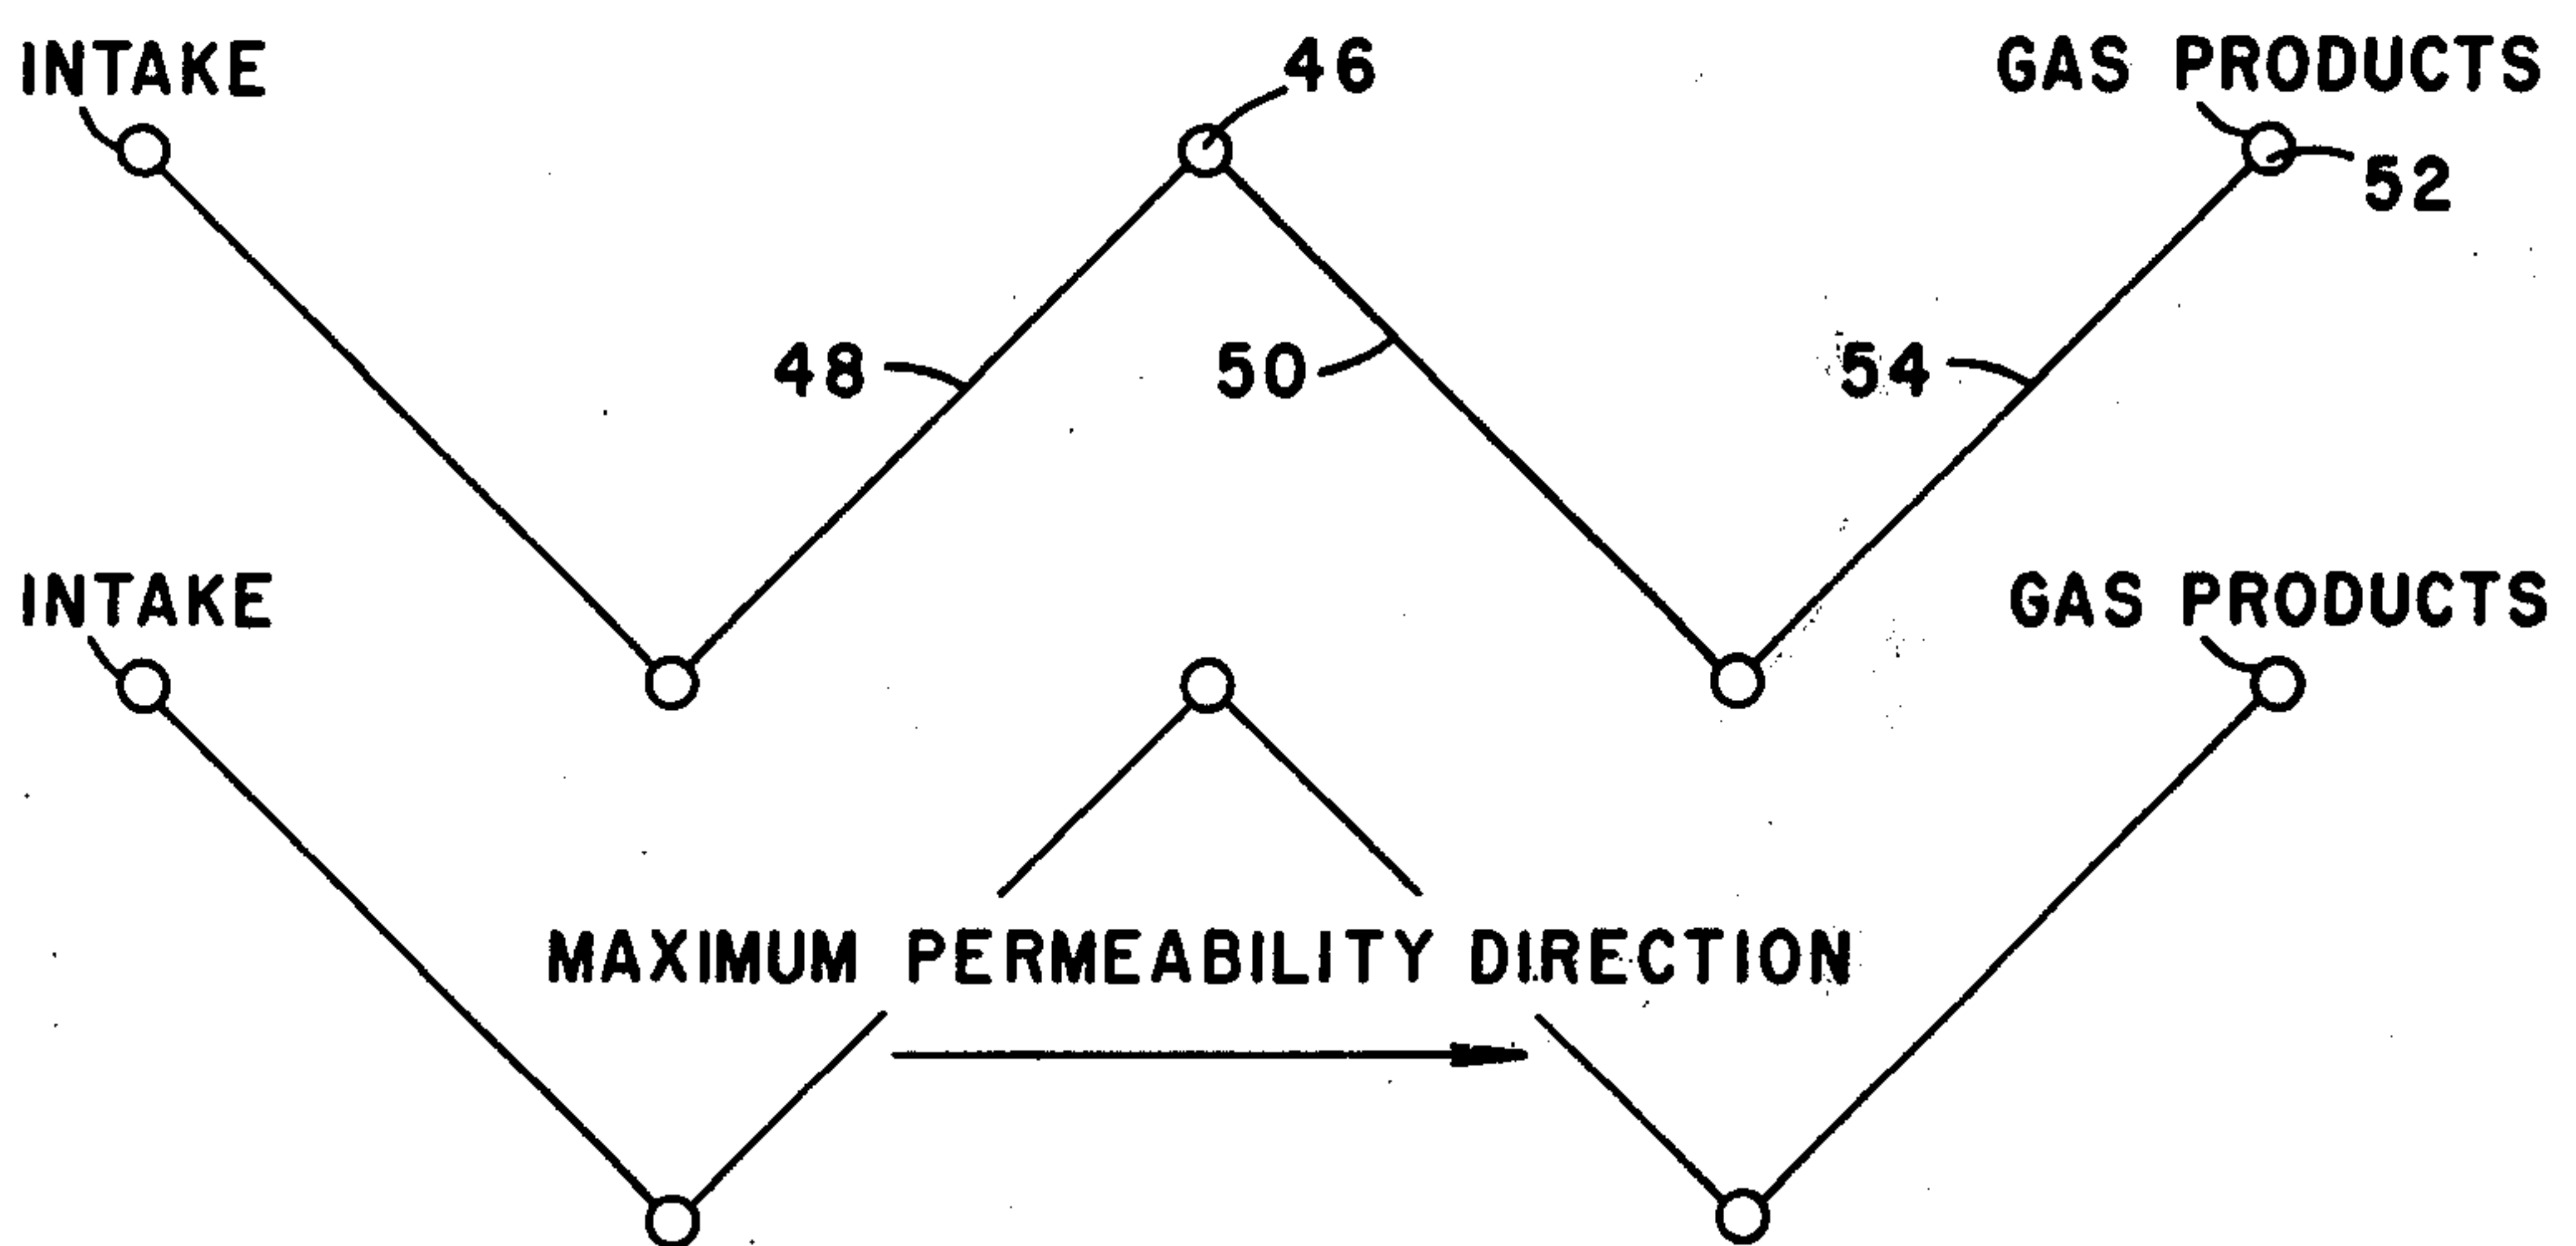 INTAKE
46
GAS PRODUCTS
52
48
50
54
INTAKE
GAS PRODUCTS
MAXIMUM PERMEABILITY DIRECTION